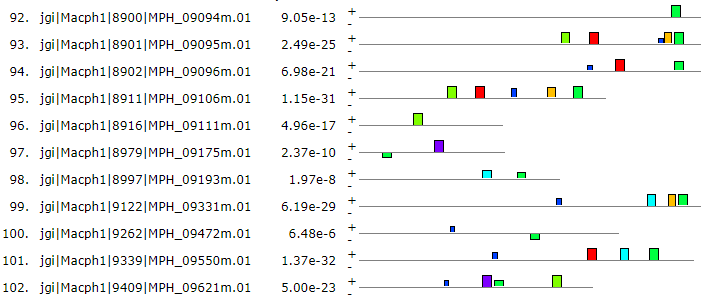 92. jgi|Macph1|8900|MPH_09094m.01 9.05e-13 + -
93. jgi|Macph1|8901|MPH_09095m.01 2.49e-25 + -
94. jgi|Macph1|8902|MPH_09096m.01 6.98e-21 + -
95. jgi|Macph1|8911|MPH_09106m.01 1.15e-31 + -
96. jgi|Macph1|8916|MPH_09111m.01 4.96e-17 + -
97. jgi|Macph1|8979|MPH_09175m.01 2.37e-10 + -
98. jgi|Macph1|8997|MPH_09193m.01 1.97e-8 + -
99. jgi|Macph1|9122|MPH_09331m.01 6.19e-29 + -
100. jgi|Macph1|9262|MPH_09472m.01 6.48e-6 + -
101. jgi|Macph1|9339|MPH_09550m.01 1.37e-32 + -
102. jgi|Macph1|9409|MPH_09621m.01 5.00e-23 + -